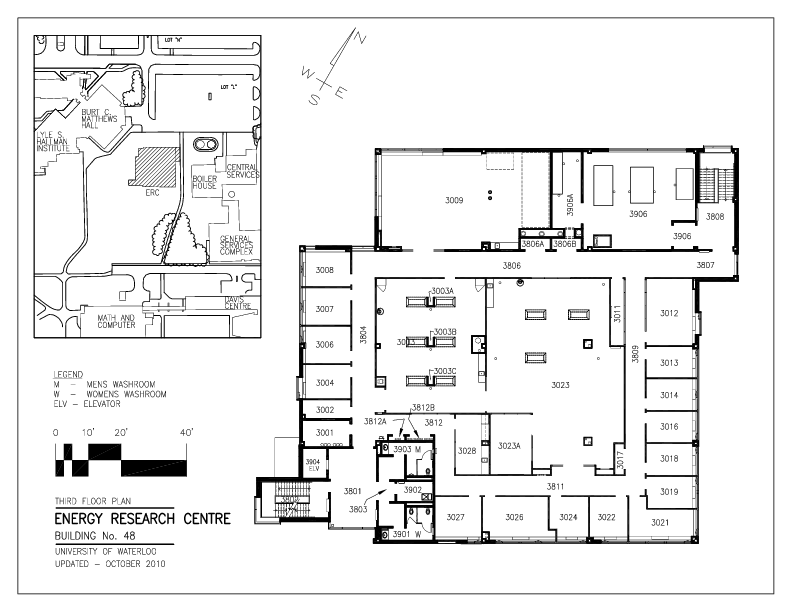 N
W
E
S
LOT "N"
LOT "L"
BURT C.
MATTHEWS
HALL
LYLE S.
HALLMAN
INSTITUTE
ERC
BOILER
HOUSE
CENTRAL
SERVICES
GENERAL
SERVICES
COMPLEX
DAVIS
CENTRE
MATH AND
COMPUTER
LEGEND
M – MENS WASHROOM
W – WOMENS WASHROOM
ELV – ELEVATOR
0 10' 20' 40'
THIRD FLOOR PLAN
ENERGY RESEARCH CENTRE
BUILDING No. 48
UNIVERSITY OF WATERLOO
UPDATED – OCTOBER 2010
3009
3906A
3906
3808
3906
3806A
3806B
3806
3807
3008
3007
3006
3004
3002
3001
3804
3003A
3003B
3003C
3023
3011
3012
3809
3013
3014
3016
3018
3019
3017
3812A
3812B
3812
3028
3023A
3903 M
3904
ELV
3801
3902
3803
3901 W
3811
3027
3026
3024
3022
3021